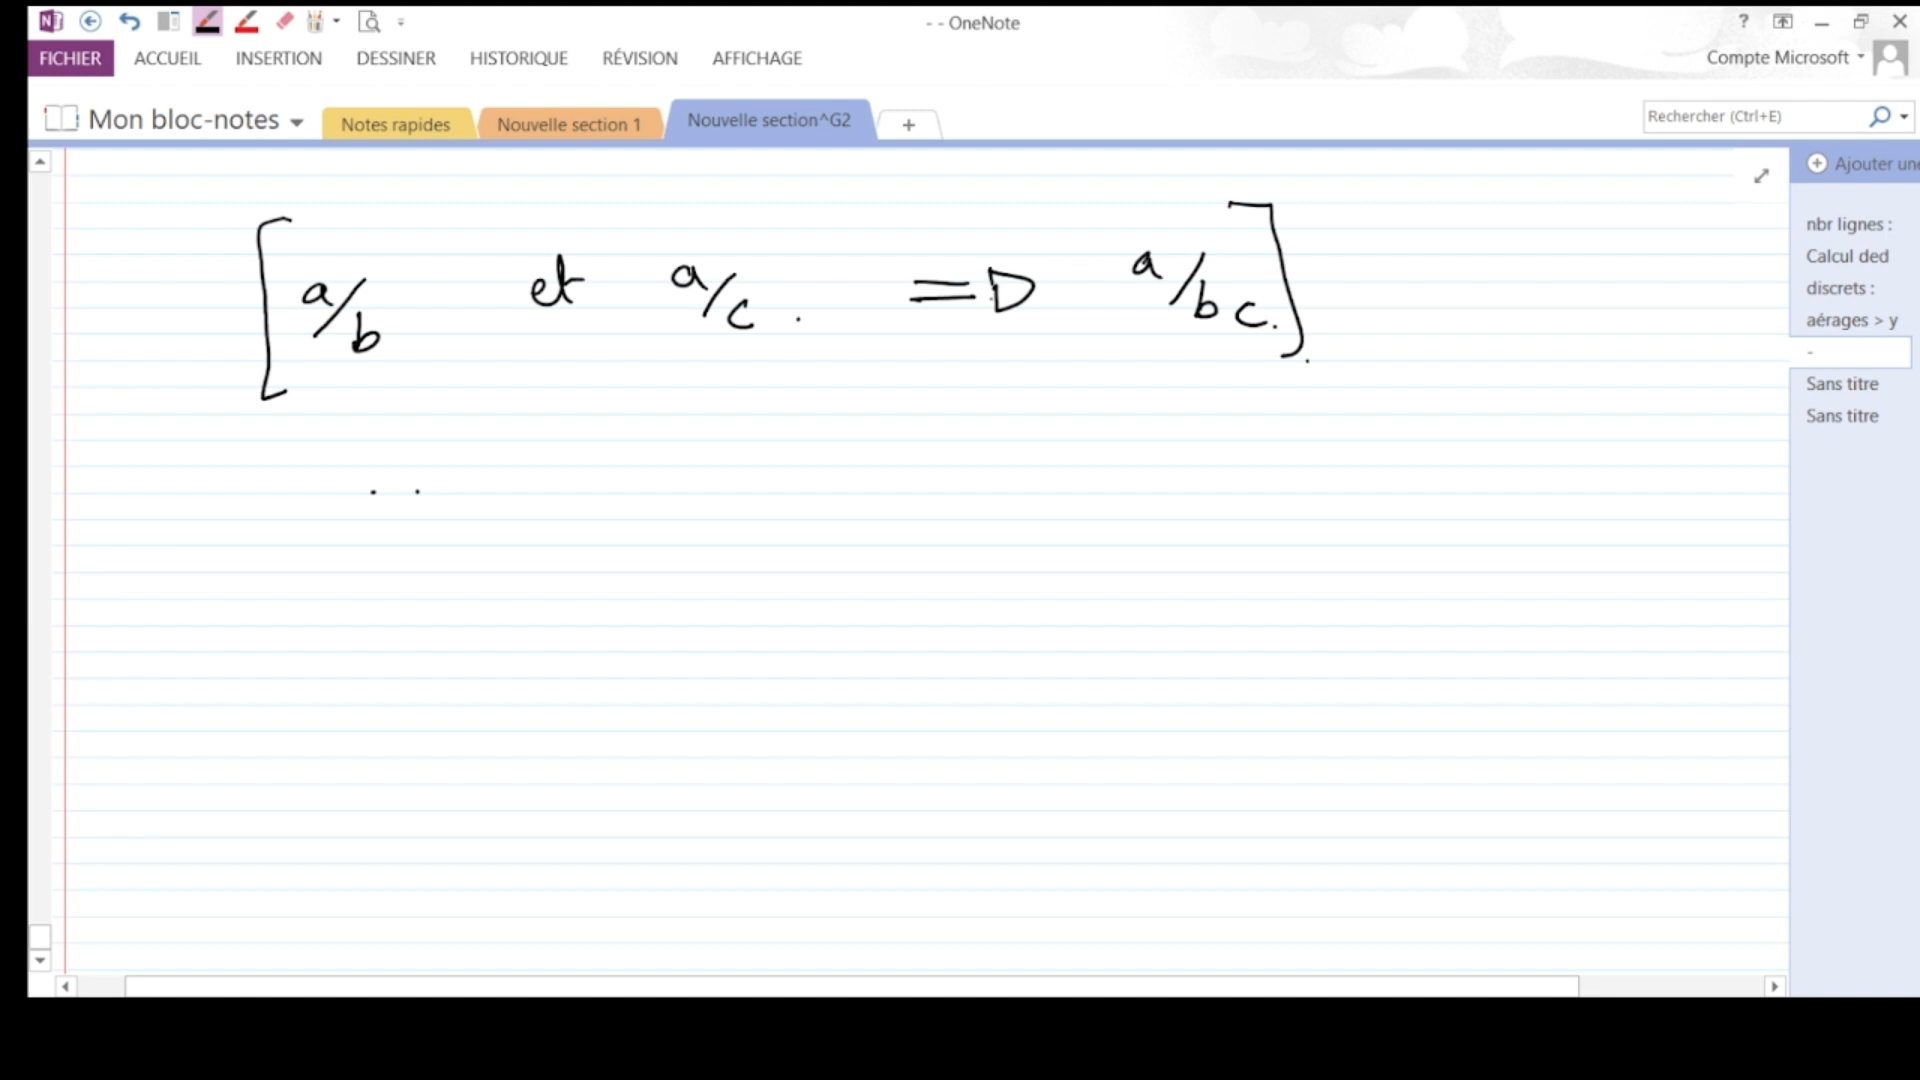 - - OneNote
?
FICHIER ACCUEIL INSERTION DESSINER HISTORIQUE RÉVISION AFFICHAGE
Compte Microsoft
Mon bloc-notes
Notes rapides
Nouvelle section 1
Nouvelle section^G2
+
Rechercher (Ctrl+E)
Ajouter une
[a/b et a/c. =D a/bc.].
. .
nbr lignes :
Calcul ded
discrets :
aérages > y
-
Sans titre
Sans titre